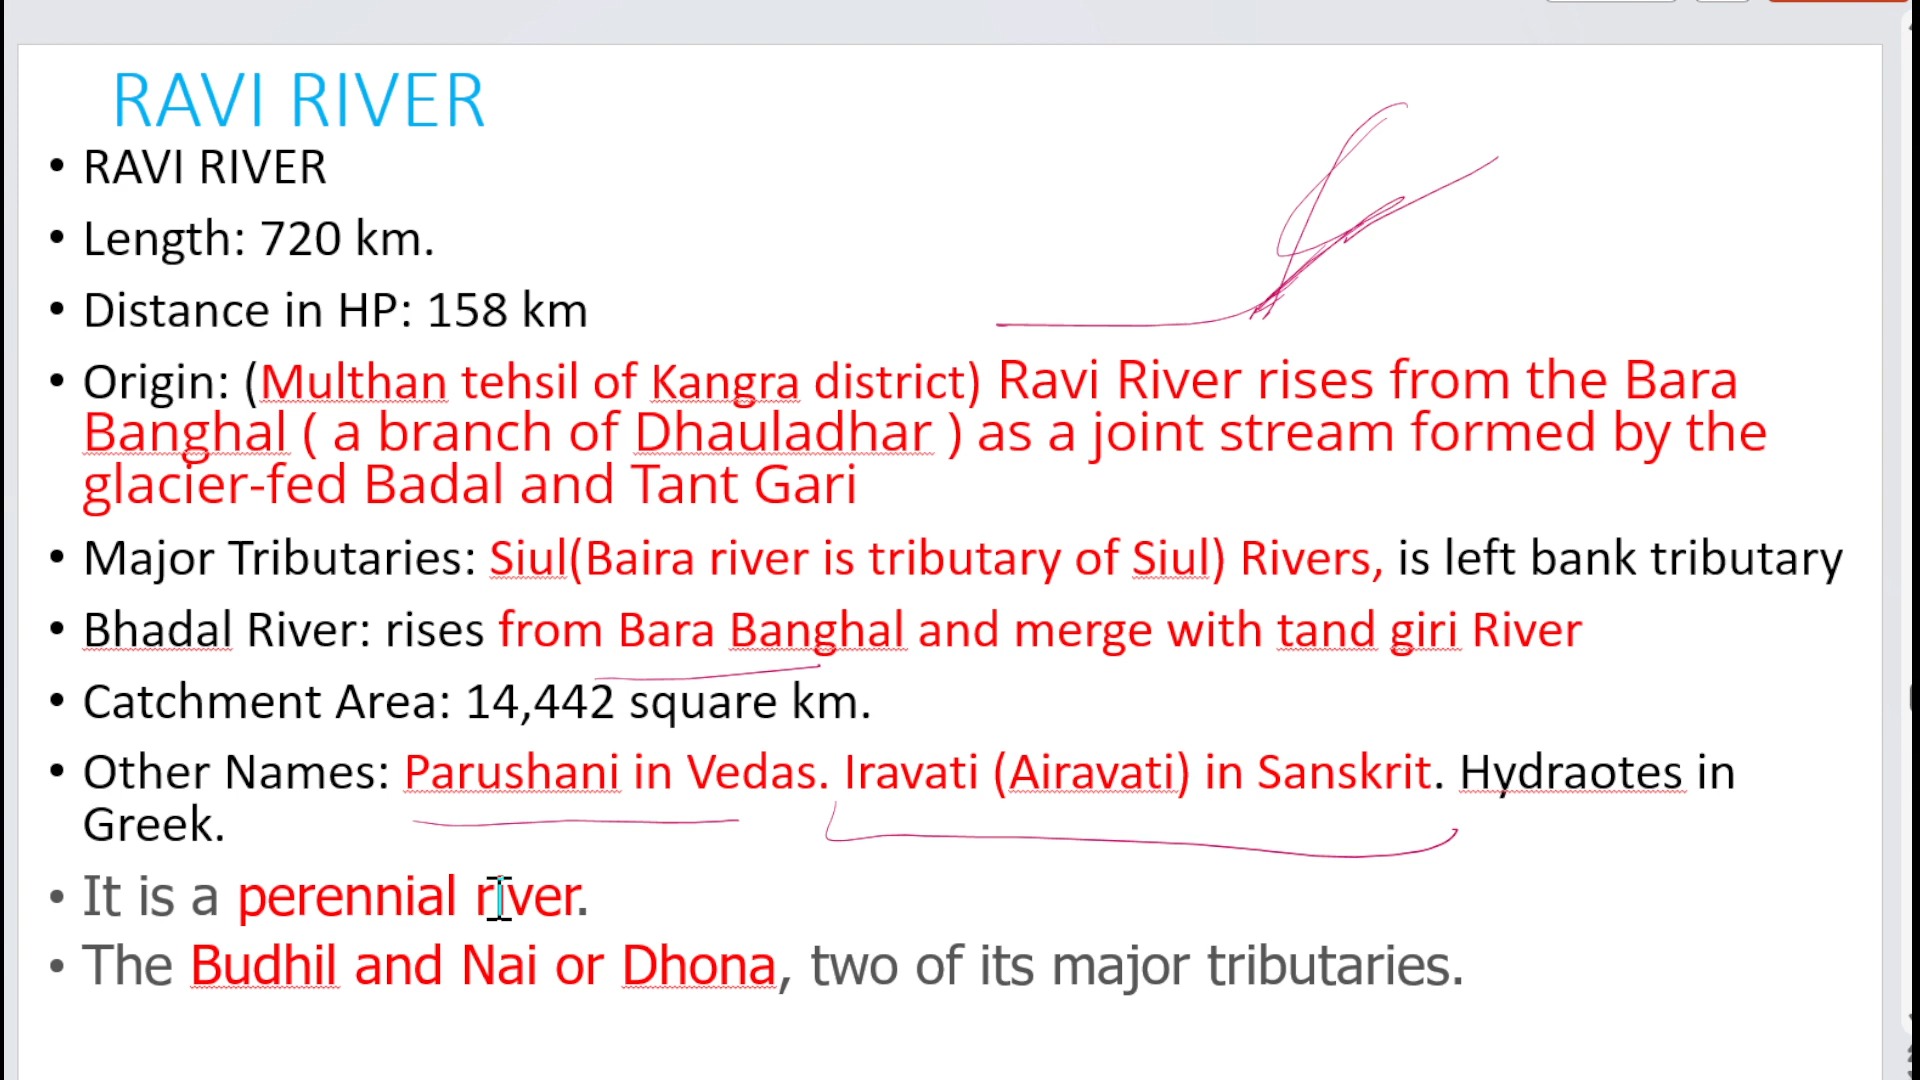 RAVI RIVER
• RAVI RIVER
• Length: 720 km.
• Distance in HP: 158 km
• Origin: (Multhan tehsil of Kangra district) Ravi River rises from the Bara
Banghal ( a branch of Dhauladhar ) as a joint stream formed by the
glacier-fed Badal and Tant Gari
• Major Tributaries: Siul(Baira river is tributary of Siul) Rivers, is left bank tributary
• Bhadal River: rises from Bara Banghal and merge with tand giri River
• Catchment Area: 14,442 square km.
• Other Names: Parushani in Vedas. Iravati (Airavati) in Sanskrit. Hydraotes in
Greek.
• It is a perennial river.
• The Budhil and Nai or Dhona, two of its major tributaries.